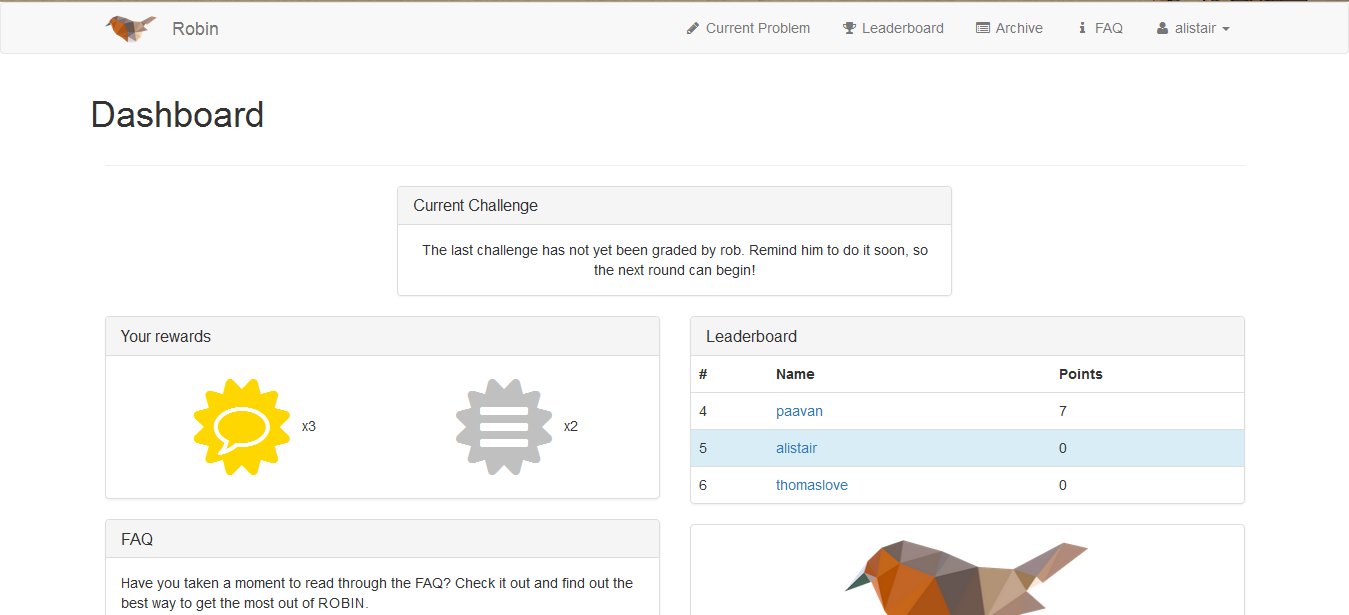 Robin
Current Problem
Leaderboard
Archive
FAQ
alistair
Dashboard
Current Challenge
The last challenge has not yet been graded by rob. Remind him to do it soon, so
the next round can begin!
Your rewards
x3
x2
Leaderboard
# Name Points
4 paavan 7
5 alistair 0
6 thomaslove 0
FAQ
Have you taken a moment to read through the FAQ? Check it out and find out the
best way to get the most out of ROBIN.